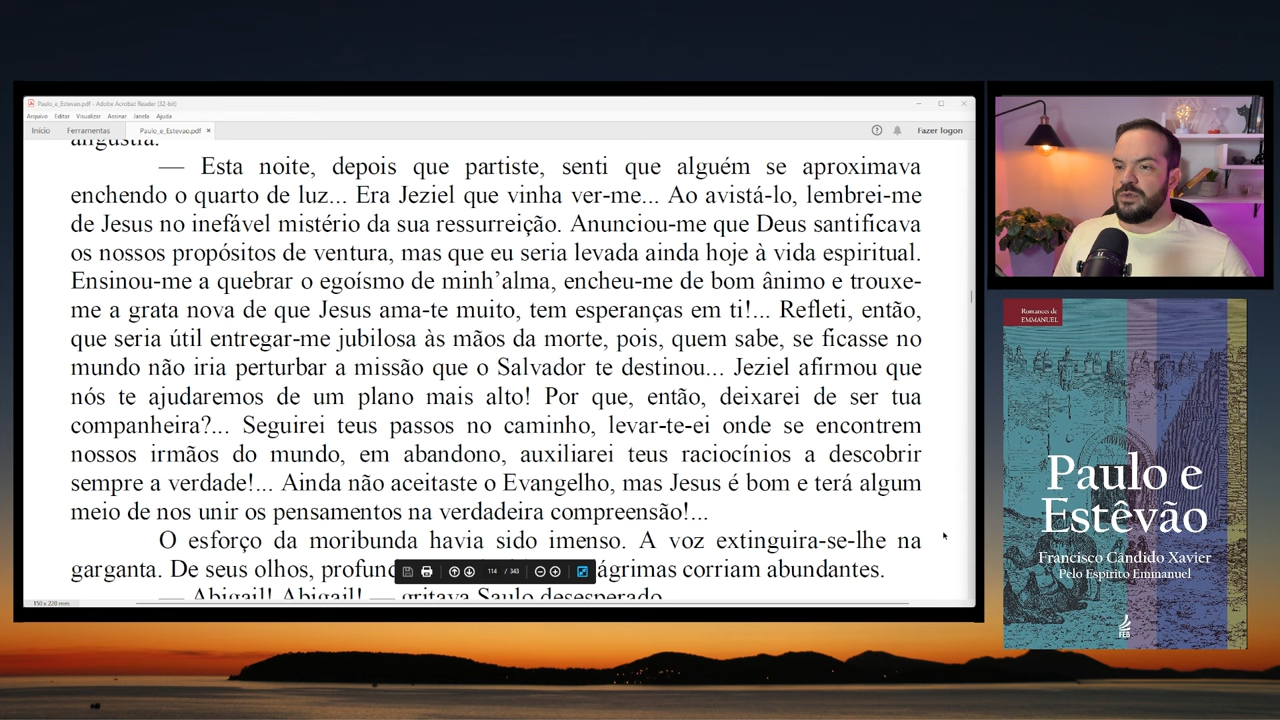 Paulo_e_Estevao.pdf - Adobe Acrobat Reader (32-bit)
Arquivo Editar Visualizar Assinar Janela Ajuda
Início Ferramentas Paulo_e_Estevao.pdf × Fazer logon
angústia.
— Esta noite, depois que partiste, senti que alguém se aproximava
enchendo o quarto de luz... Era Jeziel que vinha ver-me... Ao avistá-lo, lembrei-me
de Jesus no inefável mistério da sua ressurreição. Anunciou-me que Deus santificava
os nossos propósitos de ventura, mas que eu seria levada ainda hoje à vida espiritual.
Ensinou-me a quebrar o egoísmo de minh’alma, encheu-me de bom ânimo e trouxe-
me a grata nova de que Jesus ama-te muito, tem esperanças em ti!... Refleti, então,
que seria útil entregar-me jubilosa às mãos da morte, pois, quem sabe, se ficasse no
mundo não iria perturbar a missão que o Salvador te destinou... Jeziel afirmou que
nós te ajudaremos de um plano mais alto! Por que, então, deixarei de ser tua
companheira?... Seguirei teus passos no caminho, levar-te-ei onde se encontrem
nossos irmãos do mundo, em abandono, auxiliarei teus raciocínios a descobrir
sempre a verdade!... Ainda não aceitaste o Evangelho, mas Jesus é bom e terá algum
meio de nos unir os pensamentos na verdadeira compreensão!...
O esforço da moribunda havia sido imenso. A voz extinguira-se-lhe na
garganta. De seus olhos, lágrimas corriam abundantes.
— Abigail! Abigail! — gritava Saulo desesperado
114 / 343
150 x 220 mm
Romances de
EMMANUEL
Paulo e
Estêvão
Francisco Cândido Xavier
Pelo Espírito Emmanuel
FEB